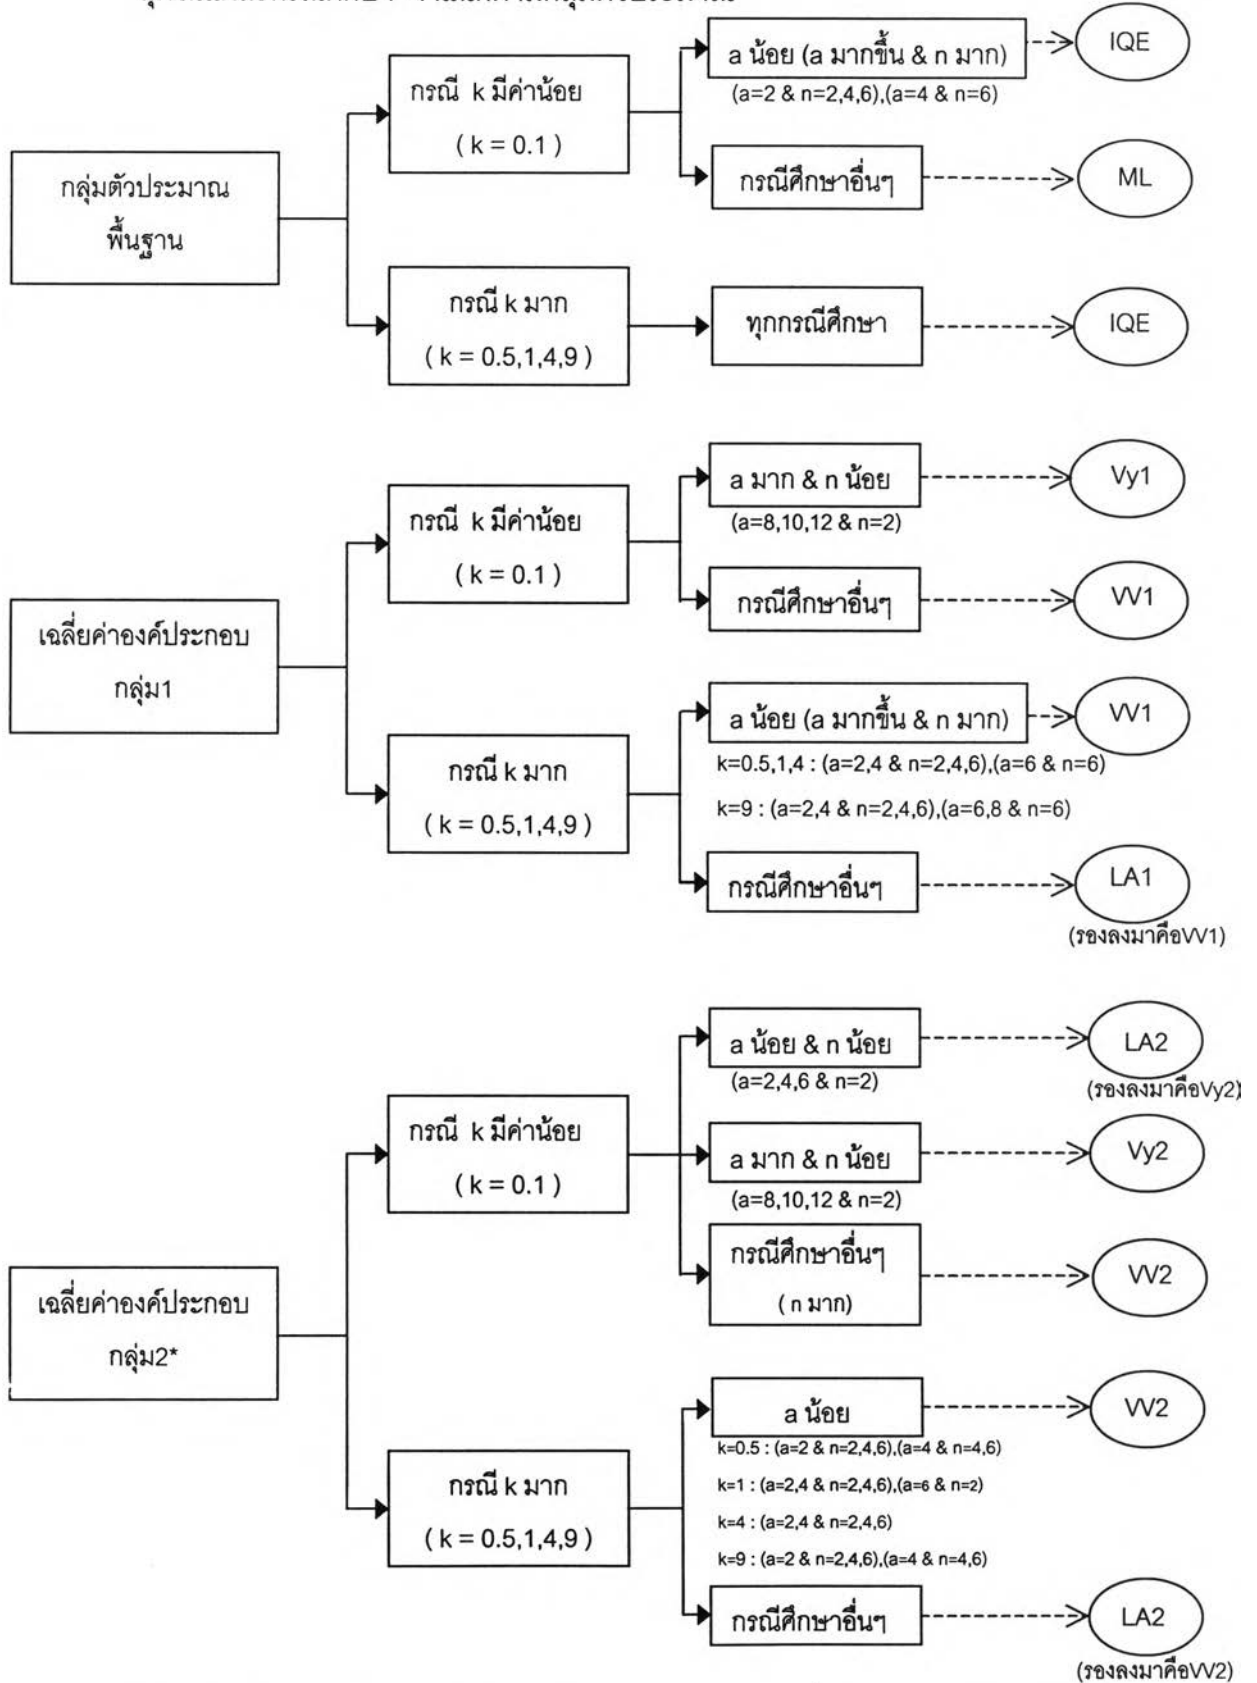 a น้อย (a มากขึ้น & n มาก)
IQE
(a=2 & n=2,4,6),(a=4 & n=6)
กรณี k มีค่าน้อย
( k = 0.1 )
กรณีศึกษาอื่นๆ
ML
กลุ่มตัวประมาณ
พื้นฐาน
กรณี k มาก
( k = 0.5,1,4,9 )
ทุกกรณีศึกษา
IQE
a มาก & n น้อย
Vy1
(a=8,10,12 & n=2)
กรณี k มีค่าน้อย
( k = 0.1 )
กรณีศึกษาอื่นๆ
VV1
เฉลี่ยค่าองค์ประกอบ
กลุ่ม1
a น้อย (a มากขึ้น & n มาก)
VV1
k=0.5,1,4 : (a=2,4 & n=2,4,6),(a=6 & n=6)
k=9 : (a=2,4 & n=2,4,6),(a=6,8 & n=6)
กรณี k มาก
( k = 0.5,1,4,9 )
กรณีศึกษาอื่นๆ
LA1
(รองลงมาคือVV1)
a น้อย & n น้อย
LA2
(a=2,4,6 & n=2)
(รองลงมาคือVy2)
กรณี k มีค่าน้อย
( k = 0.1 )
a มาก & n น้อย
Vy2
(a=8,10,12 & n=2)
กรณีศึกษาอื่นๆ
( n มาก)
VV2
เฉลี่ยค่าองค์ประกอบ
กลุ่ม2*
a น้อย
VV2
k=0.5 : (a=2 & n=2,4,6),(a=4 & n=4,6)
k=1 : (a=2,4 & n=2,4,6),(a=6 & n=2)
k=4 : (a=2,4 & n=2,4,6)
k=9 : (a=2 & n=2,4,6),(a=4 & n=4,6)
กรณี k มาก
( k = 0.5,1,4,9 )
กรณีศึกษาอื่นๆ
LA2
(รองลงมาคือVV2)